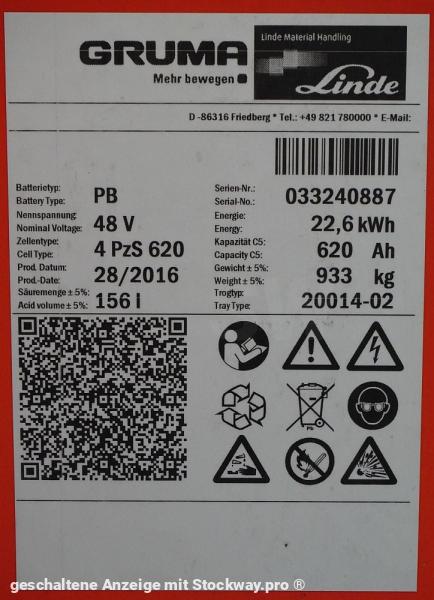 GRUMA
Mehr bewegen
Linde Material Handling
Linde
D -86316 Friedberg * Tel.: +49 821 780000 * E-Mail:
Batterietyp:
Battery Type: PB
Serien-Nr.:
Serial-No.: 033240887
Nennspannung:
Nominal Voltage: 48 V
Energie:
Energy: 22,6 kWh
Zellentype:
Cell Type: 4 PzS 620
Kapazität C5:
Capacity C5: 620 Ah
Prod. Datum:
Prod.-Date: 28/2016
Gewicht ± 5%:
Weight ± 5%: 933 kg
Säuremenge ± 5%:
Acid volume ± 5%: 156 l
Trogtyp:
Tray Type: 20014-02
Pb
geschaltene Anzeige mit Stockway.pro ®